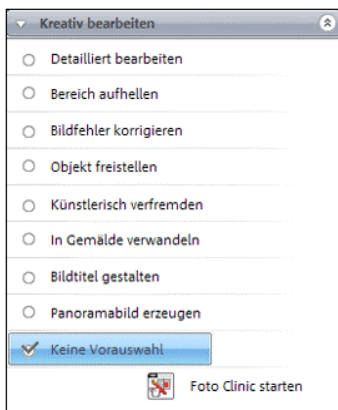 Kreativ bearbeiten
Detailliert bearbeiten
Bereich aufhellen
Bildfehler korrigieren
Objekt freistellen
Künstlerisch verfremden
In Gemälde verwandeln
Bildtitel gestalten
Panoramabild erzeugen
Keine Vorauswahl
Foto Clinic starten